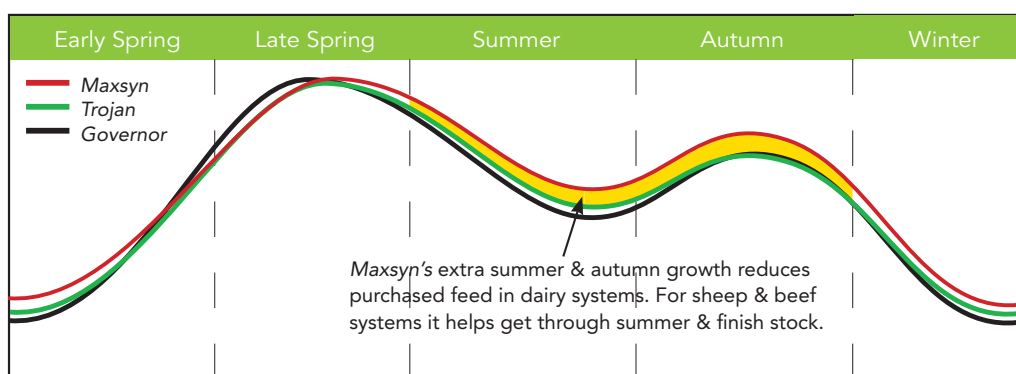 Early Spring Late Spring Summer Autumn Winter
Maxsyn
Trojan
Governor
Maxsyn's extra summer & autumn growth reduces
purchased feed in dairy systems. For sheep & beef
systems it helps get through summer & finish stock.